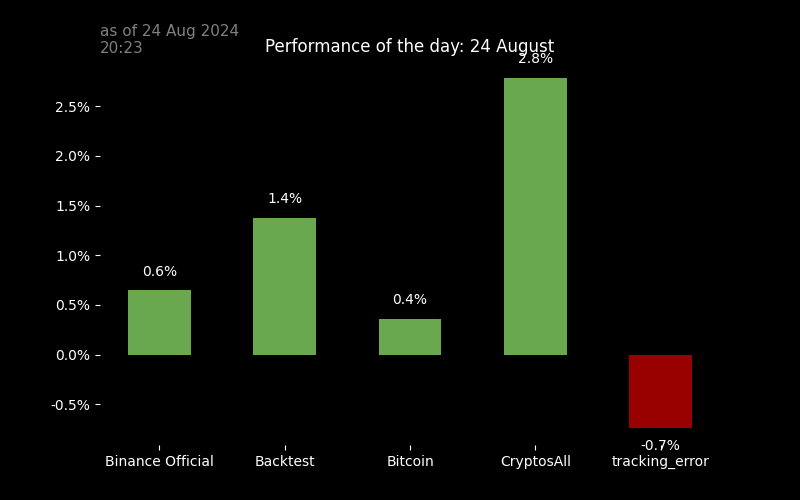 as of 24 Aug 2024
20:23
Performance of the day: 24 August
2.8%
2.5%
2.0%
1.5%
1.4%
1.0%
0.6%
0.5%
0.4%
0.0%
-0.5%
-0.7%
Binance Official
Backtest
Bitcoin
CryptosAll
tracking_error